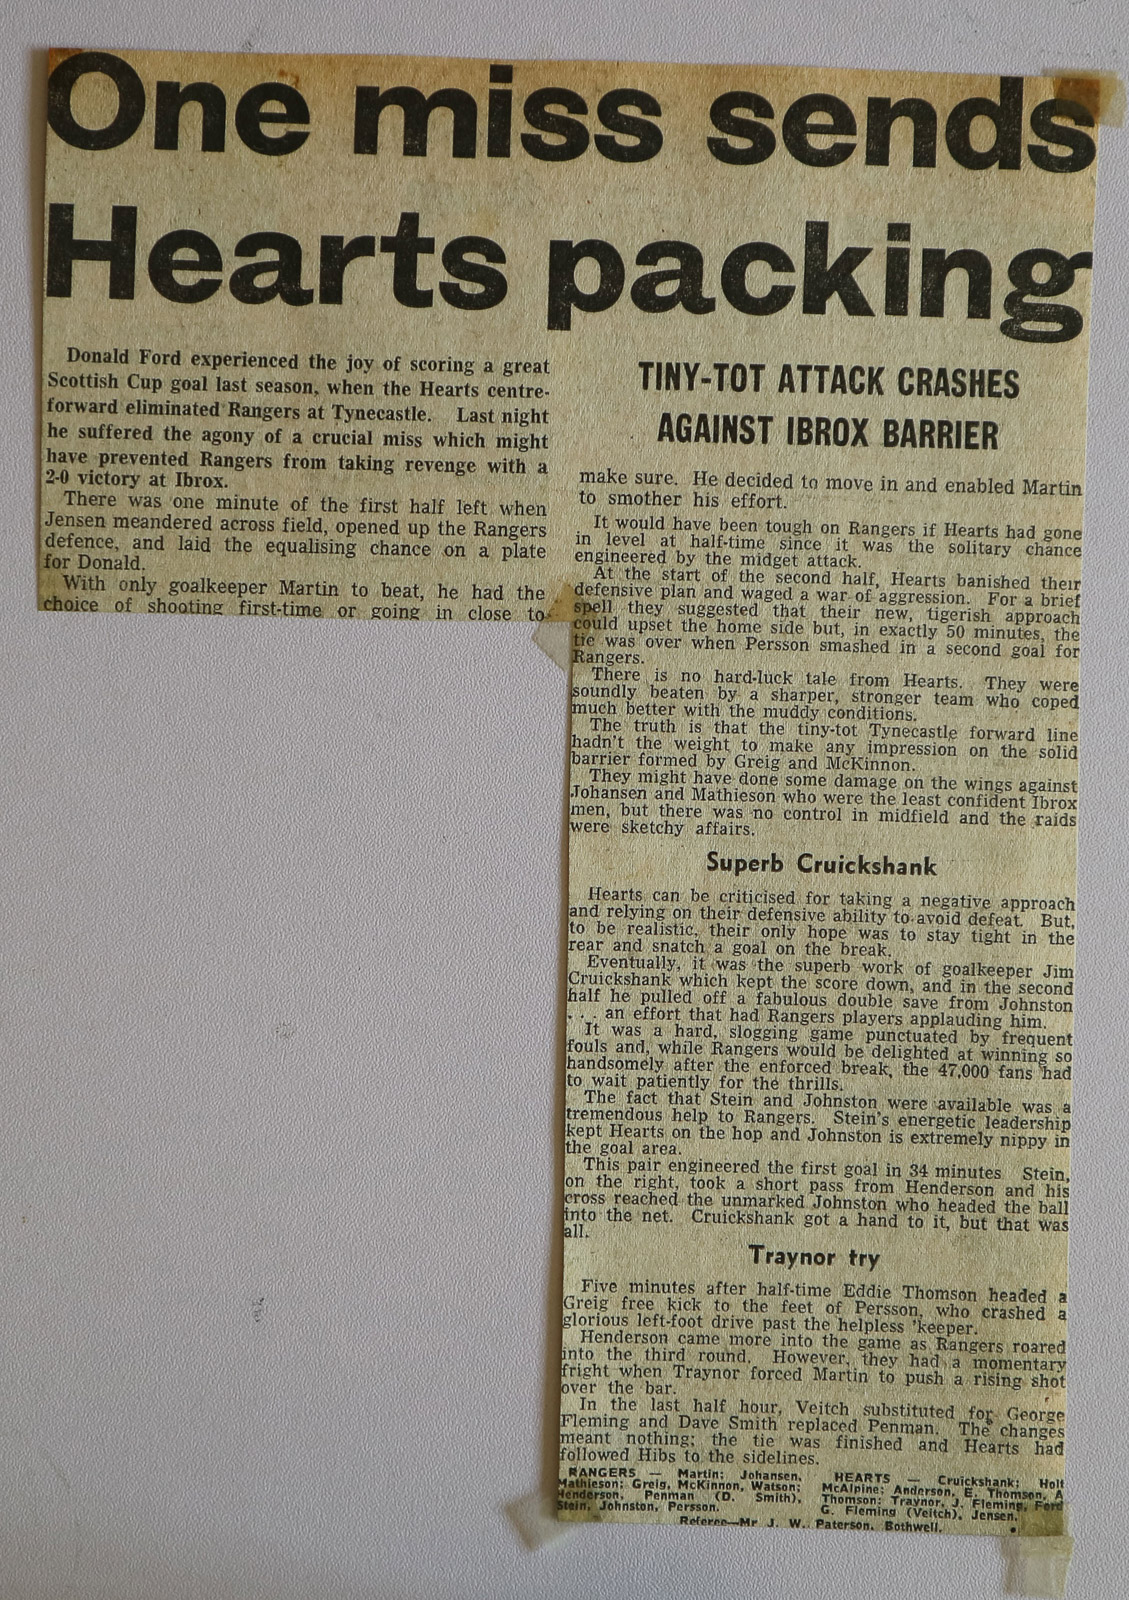 One miss sends
Hearts packing
Donald Ford experienced the joy of scoring a great
Scottish Cup goal last season, when the Hearts centre-
forward eliminated Rangers at Tynecastle. Last night
he suffered the agony of a crucial miss which might
have prevented Rangers from taking revenge with a
2-0 victory at Ibrox.
There was one minute of the first half left when
Jensen meandered across field, opened up the Rangers
defence, and laid the equalising chance on a plate
for Donald.
With only goalkeeper Martin to beat, he had the
choice of shooting first-time or going in close to
TINY-TOT ATTACK CRASHES
AGAINST IBROX BARRIER
make sure. He decided to move in and enabled Martin
to smother his effort.
It would have been tough on Rangers if Hearts had gone
in level at half-time since it was the solitary chance
engineered by the midget attack.
At the start of the second half, Hearts banished their
defensive plan and waged a war of aggression. For a brief
spell they suggested that their new, tigerish approach
could upset the home side but, in exactly 50 minutes, the
tie was over when Persson smashed in a second goal for
Rangers.
There is no hard-luck tale from Hearts. They were
soundly beaten by a sharper, stronger team who coped
much better with the muddy conditions.
The truth is that the tiny-tot Tynecastle forward line
hadn't the weight to make any impression on the solid
barrier formed by Greig and McKinnon.
They might have done some damage on the wings against
Johansen and Mathieson who were the least confident Ibrox
men, but there was no control in midfield and the raids
were sketchy affairs.
Superb Cruickshank
Hearts can be criticised for taking a negative approach
and relying on their defensive ability to avoid defeat. But,
to be realistic, their only hope was to stay tight in the
rear and snatch a goal on the break.
Eventually, it was the superb work of goalkeeper Jim
Cruickshank which kept the score down, and in the second
half he pulled off a fabulous double save from Johnston
. . . an effort that had Rangers players applauding him.
It was a hard, slogging game punctuated by frequent
fouls and, while Rangers would be delighted at winning so
handsomely after the enforced break, the 47,000 fans had
to wait patiently for the thrills.
The fact that Stein and Johnston were available was a
tremendous help to Rangers. Stein's energetic leadership
kept Hearts on the hop and Johnston is extremely nippy in
the goal area.
This pair engineered the first goal in 34 minutes Stein,
on the right, took a short pass from Henderson and his
cross reached the unmarked Johnston who headed the ball
into the net. Cruickshank got a hand to it, but that was
all.
Traynor try
Five minutes after half-time Eddie Thomson headed a
Greig free kick to the feet of Persson, who crashed a
glorious left-foot drive past the helpless 'keeper.
Henderson came more into the game as Rangers roared
into the third round. However, they had a momentary
fright when Traynor forced Martin to push a rising shot
over the bar.
In the last half hour, Veitch substituted for George
Fleming and Dave Smith replaced Penman. The changes
meant nothing; the tie was finished and Hearts had
followed Hibs to the sidelines.
RANGERS — Martin; Johansen,
Mathieson; Greig, McKinnon, Watson;
Henderson, Penman (D. Smith),
Stein, Johnston, Persson.
HEARTS — Cruickshank; Holt
McAlpine; Anderson, E. Thomson, A
Thomson; Traynor, J. Fleming, Ford
G. Fleming (Veitch), Jensen.
Referee—Mr J. W. Paterson, Bothwell.